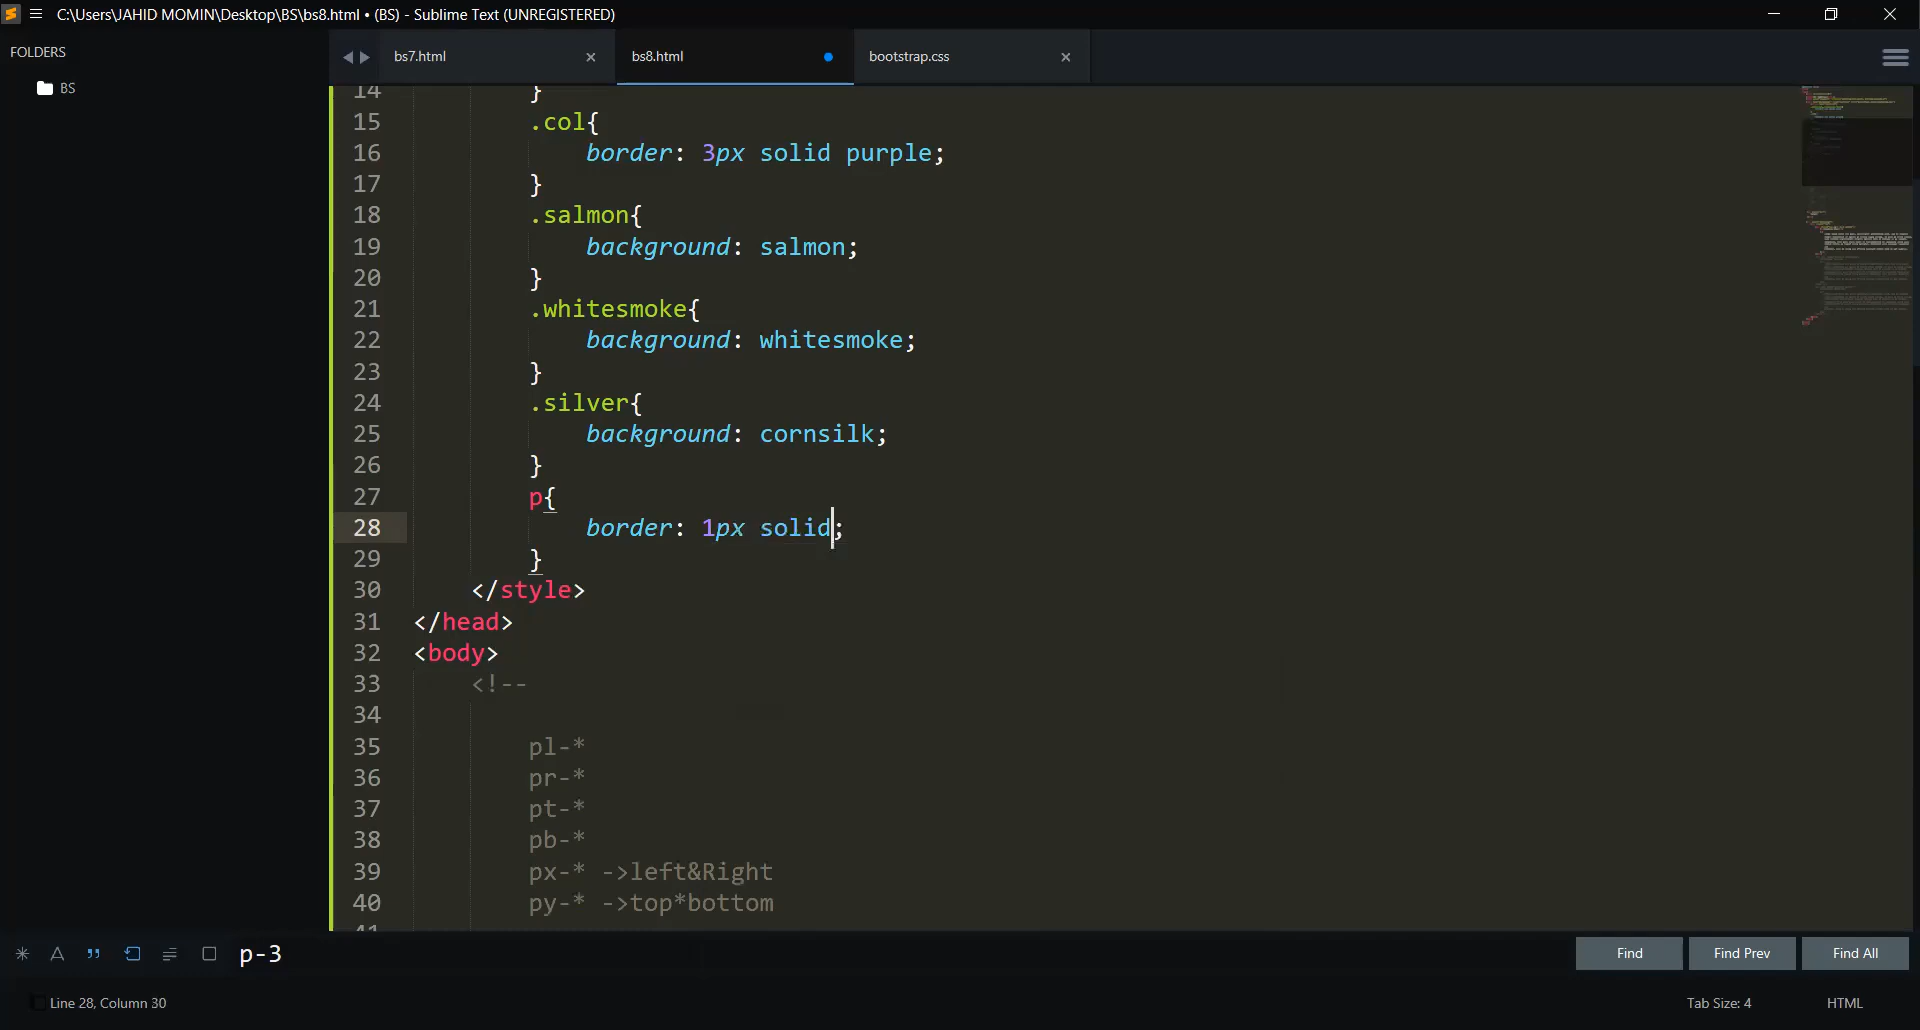 C:\Users\JAHID MOMIN\Desktop\BS\bs8.html • (BS) - Sublime Text (UNREGISTERED)
FOLDERS
BS
bs7.html
bs8.html
bootstrap.css
14 }
15 .col{
16 border: 3px solid purple;
17 }
18 .salmon{
19 background: salmon;
20 }
21 .whitesmoke{
22 background: whitesmoke;
23 }
24 .silver{
25 background: cornsilk;
26 }
27 p{
28 border: 1px solid;
29 }
30 </style>
31 </head>
32 <body>
33 <!--
34
35 pl-*
36 pr-*
37 pt-*
38 pb-*
39 px-* ->left&Right
40 py-* ->top*bottom
41
p-3
Find
Find Prev
Find All
Line 28, Column 30
Tab Size: 4
HTML